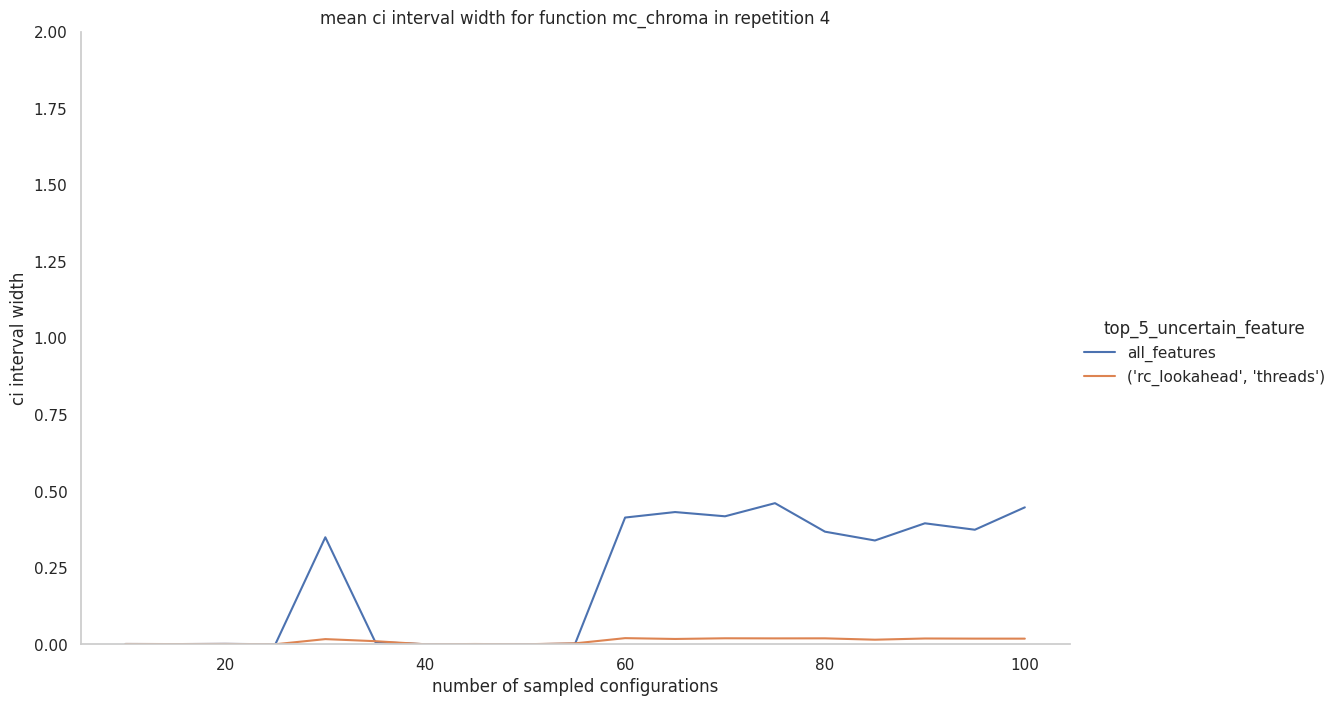 mean ci interval width for function mc_chroma in repetition 4
2.00
1.75
1.50
1.25
1.00
0.75
0.50
0.25
0.00
ci interval width
20
40
60
80
100
number of sampled configurations
top_5_uncertain_feature
all_features
('rc_lookahead', 'threads')